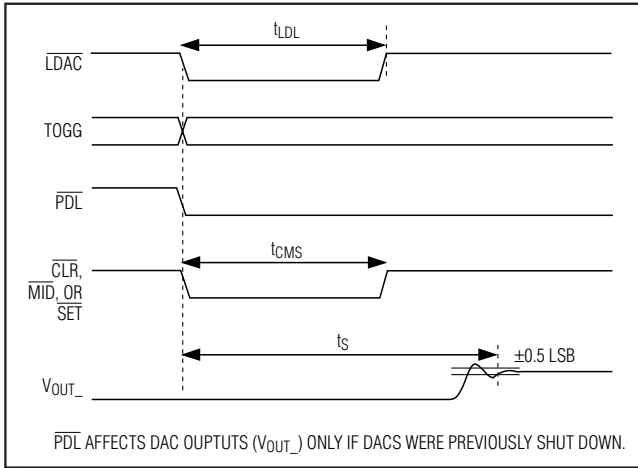 tLDL
LDAC
TOGG
PDL
tCMS
CLR,
MID, OR
SET
tS
±0.5 LSB
VOUT_
PDL AFFECTS DAC OUPTUTS (VOUT_) ONLY IF DACS WERE PREVIOUSLY SHUT DOWN.